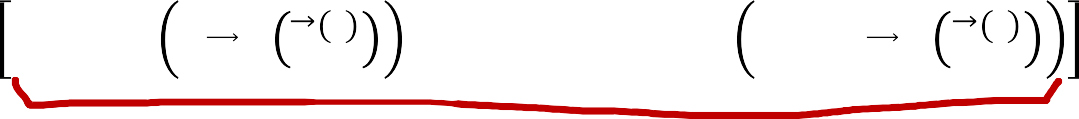 [ ( → ( →( ) ) ) ( → ( →( ) ) ) ]